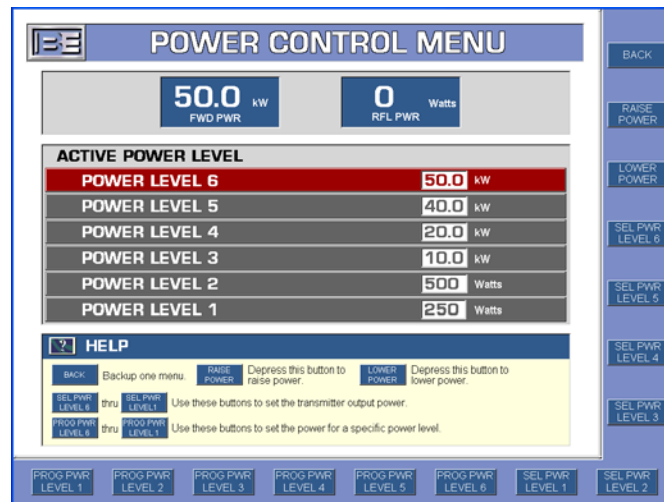 BE POWER CONTROL MENU
50.0 kW
FWD PWR
0 Watts
RFL PWR
ACTIVE POWER LEVEL
POWER LEVEL 6 50.0 kW
POWER LEVEL 5 40.0 kW
POWER LEVEL 4 20.0 kW
POWER LEVEL 3 10.0 kW
POWER LEVEL 2 500 Watts
POWER LEVEL 1 250 Watts
? HELP
BACK Backup one menu. RAISE POWER Depress this button to raise power. LOWER POWER Depress this button to lower power.
SEL PWR LEVEL 6 thru SEL PWR LEVEL1 Use these buttons to set the transmitter output power.
PROG PWR LEVEL 6 thru PROG PWR LEVEL 1 Use these buttons to set the power for a specific power level.
BACK
RAISE
POWER
LOWER
POWER
SEL PWR
LEVEL 6
SEL PWR
LEVEL 5
SEL PWR
LEVEL 4
SEL PWR
LEVEL 3
PROG PWR LEVEL 1
PROG PWR LEVEL 2
PROG PWR LEVEL 3
PROG PWR LEVEL 4
PROG PWR LEVEL 5
PROG PWR LEVEL 6
SEL PWR LEVEL 1
SEL PWR LEVEL 2